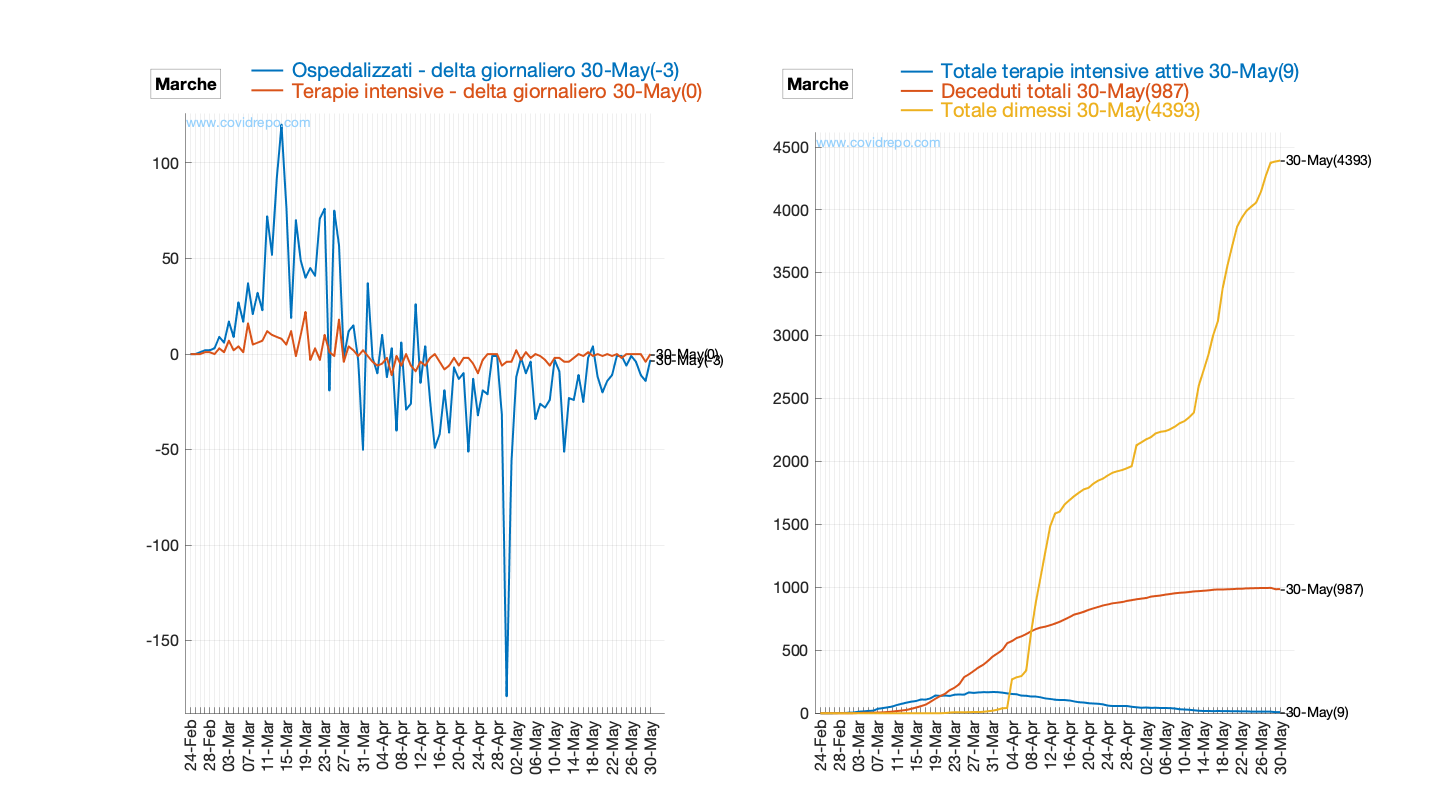 Marche
Ospedalizzati - delta giornaliero 30-May(-3)
Terapie intensive - delta giornaliero 30-May(0)
www.covidrepo.com
100
50
0
-50
-100
-150
30-May(0)
30-May(-3)
24-Feb
28-Feb
03-Mar
07-Mar
11-Mar
15-Mar
19-Mar
23-Mar
27-Mar
31-Mar
04-Apr
08-Apr
12-Apr
16-Apr
20-Apr
24-Apr
28-Apr
02-May
06-May
10-May
14-May
18-May
22-May
26-May
30-May
Marche
Totale terapie intensive attive 30-May(9)
Deceduti totali 30-May(987)
Totale dimessi 30-May(4393)
www.covidrepo.com
4500
4000
3500
3000
2500
2000
1500
1000
500
0
30-May(4393)
30-May(987)
30-May(9)
24-Feb
28-Feb
03-Mar
07-Mar
11-Mar
15-Mar
19-Mar
23-Mar
27-Mar
31-Mar
04-Apr
08-Apr
12-Apr
16-Apr
20-Apr
24-Apr
28-Apr
02-May
06-May
10-May
14-May
18-May
22-May
26-May
30-May